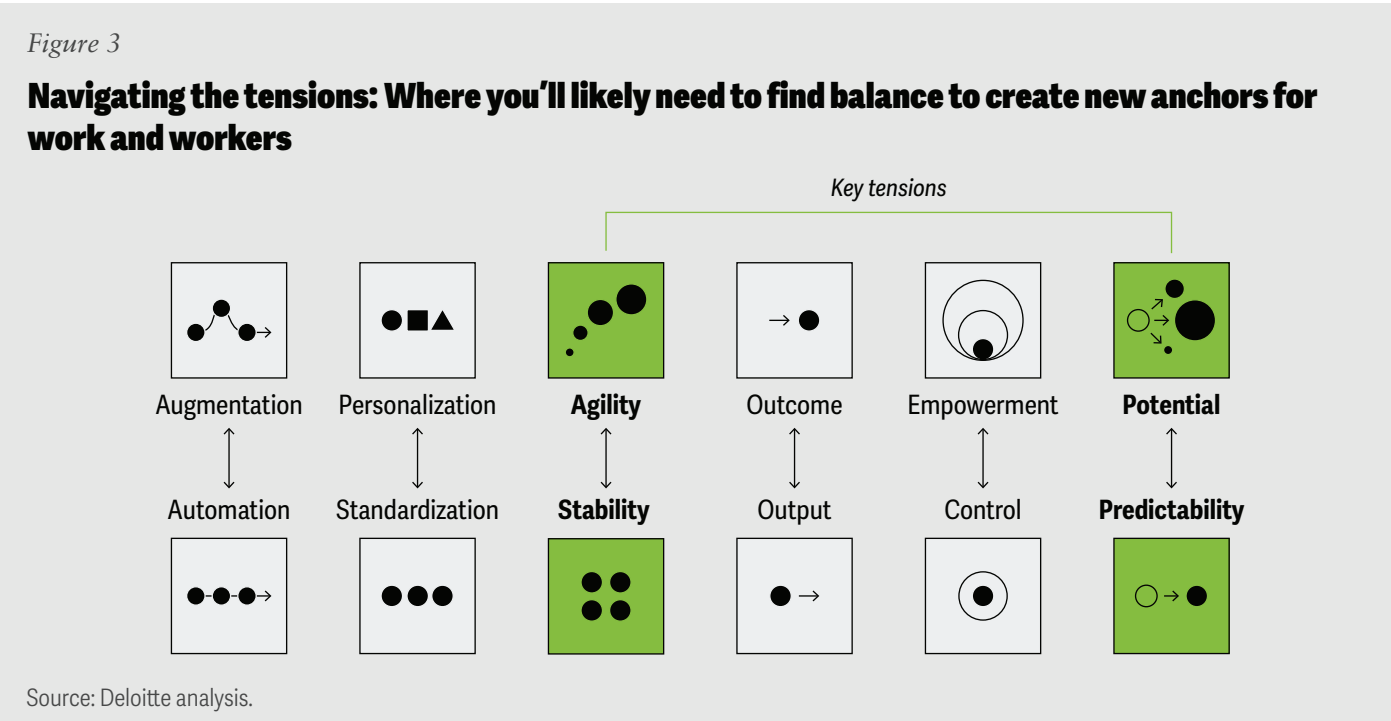 Figure 3
Navigating the tensions: Where you’ll likely need to find balance to create new anchors for
work and workers
Key tensions
Augmentation Personalization Agility Outcome Empowerment Potential
Automation Standardization Stability Output Control Predictability
Source: Deloitte analysis.